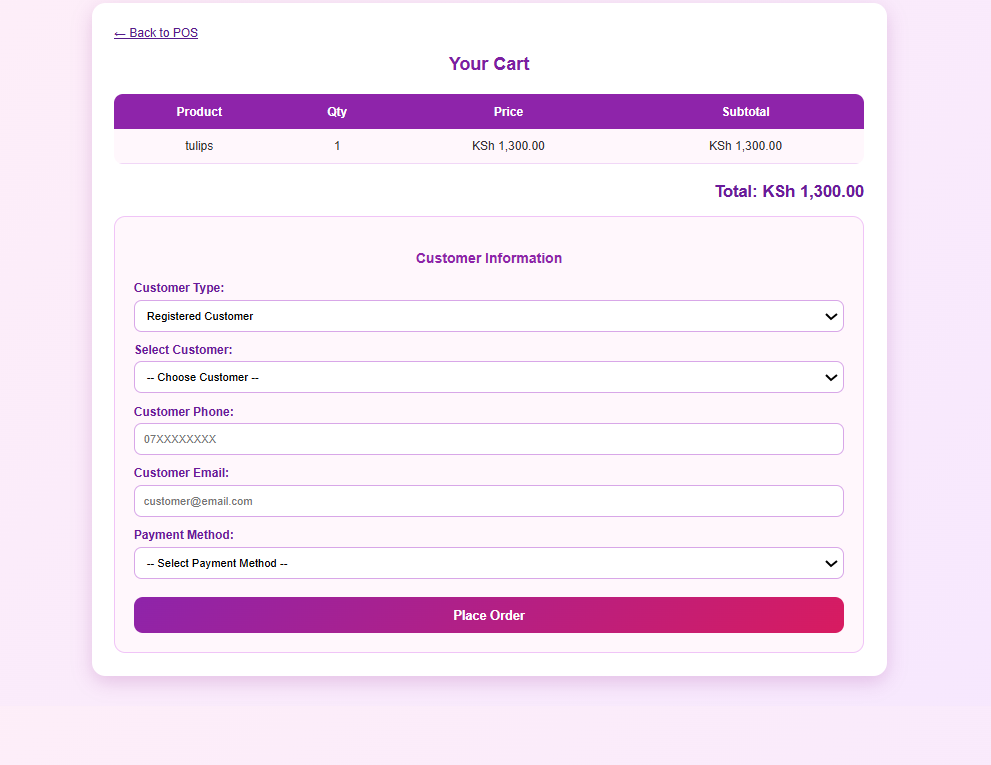 ← Back to POS
Your Cart
Product Qty Price Subtotal
tulips 1 KSh 1,300.00 KSh 1,300.00
Total: KSh 1,300.00
Customer Information
Customer Type:
Registered Customer
Select Customer:
-- Choose Customer --
Customer Phone:
07XXXXXXXX
Customer Email:
customer@email.com
Payment Method:
-- Select Payment Method --
Place Order